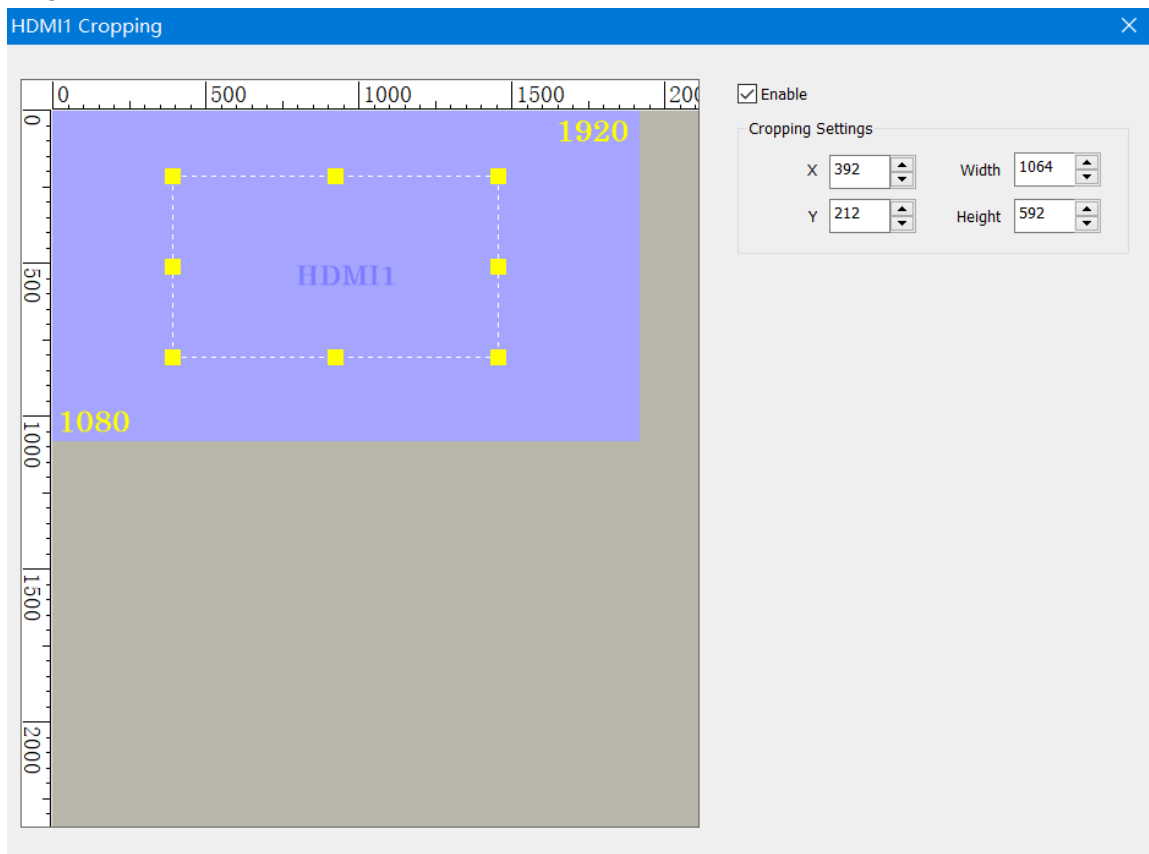 HDMI1 Cropping
0 500 1000 1500 200
Enable
Cropping Settings
X 392 Width 1064
Y 212 Height 592
0
500
1000
1500
2000
1920
HDMI1
1080